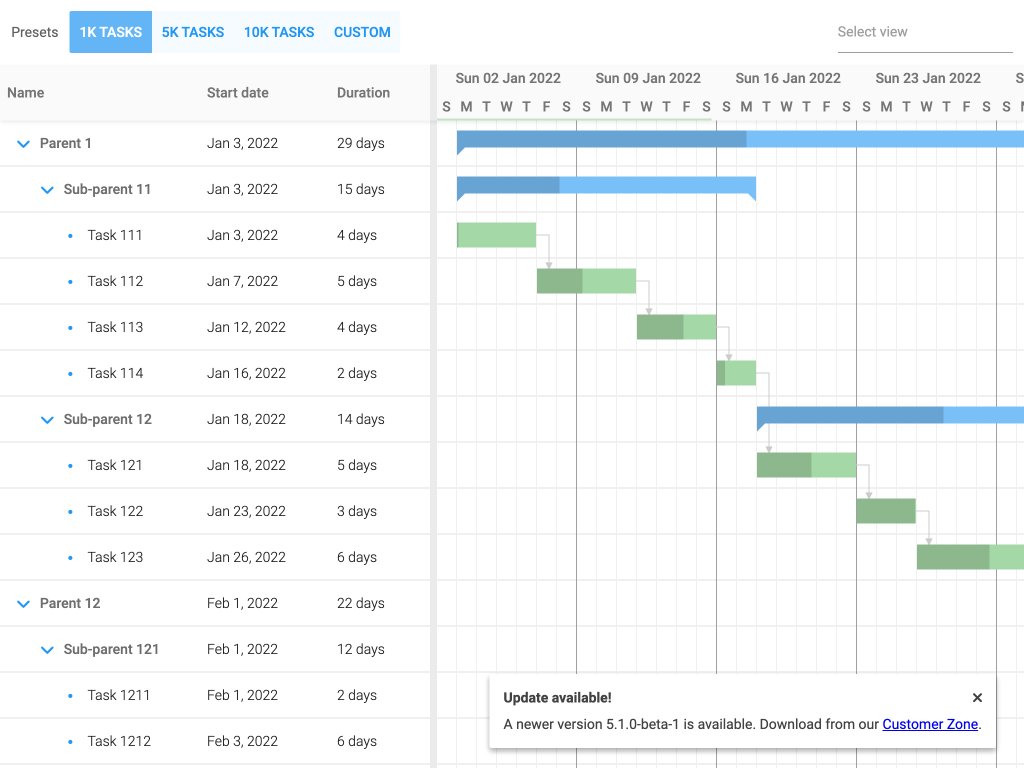 Presets 1K TASKS 5K TASKS 10K TASKS CUSTOM Select view
Name Start date Duration
Sun 02 Jan 2022 Sun 09 Jan 2022 Sun 16 Jan 2022 Sun 23 Jan 2022 S
S M T W T F S S M T W T F S S M T W T F S S M T W T F S S M
Parent 1 Jan 3, 2022 29 days
Sub-parent 11 Jan 3, 2022 15 days
Task 111 Jan 3, 2022 4 days
Task 112 Jan 7, 2022 5 days
Task 113 Jan 12, 2022 4 days
Task 114 Jan 16, 2022 2 days
Sub-parent 12 Jan 18, 2022 14 days
Task 121 Jan 18, 2022 5 days
Task 122 Jan 23, 2022 3 days
Task 123 Jan 26, 2022 6 days
Parent 12 Feb 1, 2022 22 days
Sub-parent 121 Feb 1, 2022 12 days
Task 1211 Feb 1, 2022 2 days
Task 1212 Feb 3, 2022 6 days
Update available!
A newer version 5.1.0-beta-1 is available. Download from our Customer Zone.